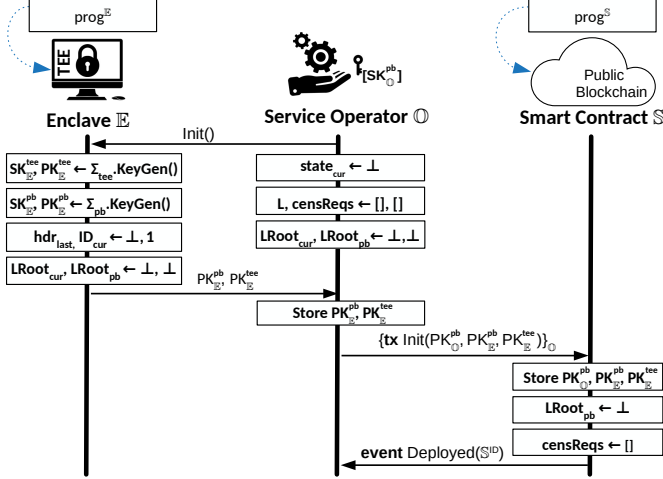 prog^𝔼
prog^𝕊
TEE
[SK_𝕆^pb]
Public
Blockchain
Enclave 𝔼
Service Operator 𝕆
Smart Contract 𝕊
Init()
SK_𝔼^tee, PK_𝔼^tee ← Σ_tee.KeyGen()
state_cur ← ⊥
SK_𝔼^pb, PK_𝔼^pb ← Σ_pb.KeyGen()
L, censReqs ← [], []
hdr_last, ID_cur ← ⊥, 1
LRoot_cur, LRoot_pb ← ⊥,⊥
LRoot_cur, LRoot_pb ← ⊥, ⊥
PK_𝔼^pb, PK_𝔼^tee
Store PK_𝔼^pb, PK_𝔼^tee
{tx Init(PK_𝕆^pb, PK_𝔼^pb, PK_𝔼^tee)}_𝕆
Store PK_𝕆^pb, PK_𝔼^pb, PK_𝔼^tee
LRoot_pb ← ⊥
censReqs ← []
event Deployed(𝕊^ID)